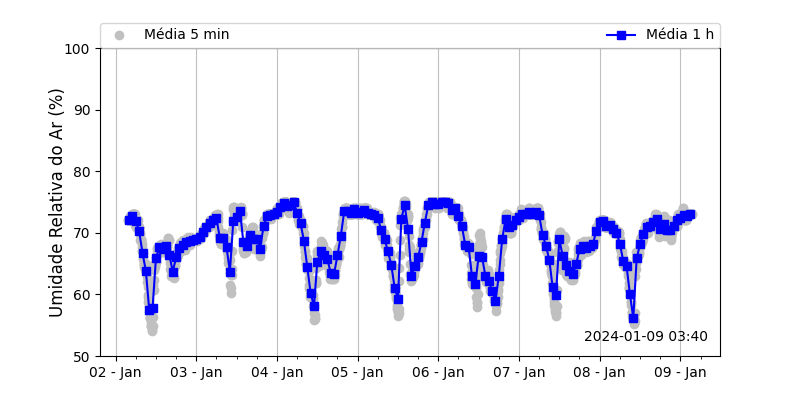 Média 5 min
Média 1 h
Umidade Relativa do Ar (%)
100
90
80
70
60
50
2024-01-09 03:40
02 - Jan
03 - Jan
04 - Jan
05 - Jan
06 - Jan
07 - Jan
08 - Jan
09 - Jan